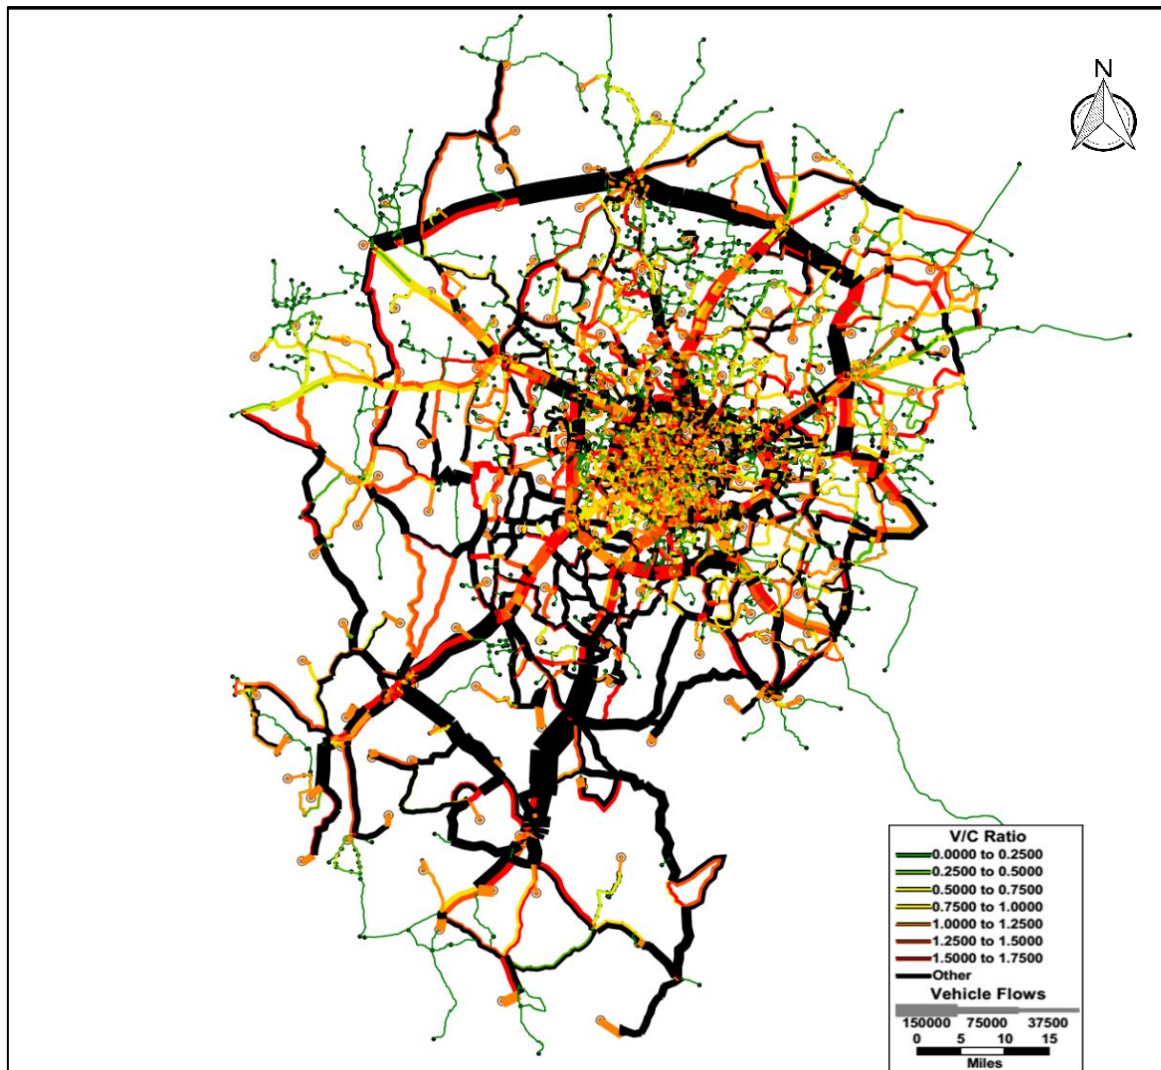 N
V/C Ratio
0.0000 to 0.2500
0.2500 to 0.5000
0.5000 to 0.7500
0.7500 to 1.0000
1.0000 to 1.2500
1.2500 to 1.5000
1.5000 to 1.7500
Other
Vehicle Flows
150000 75000 37500
0 5 10 15
Miles